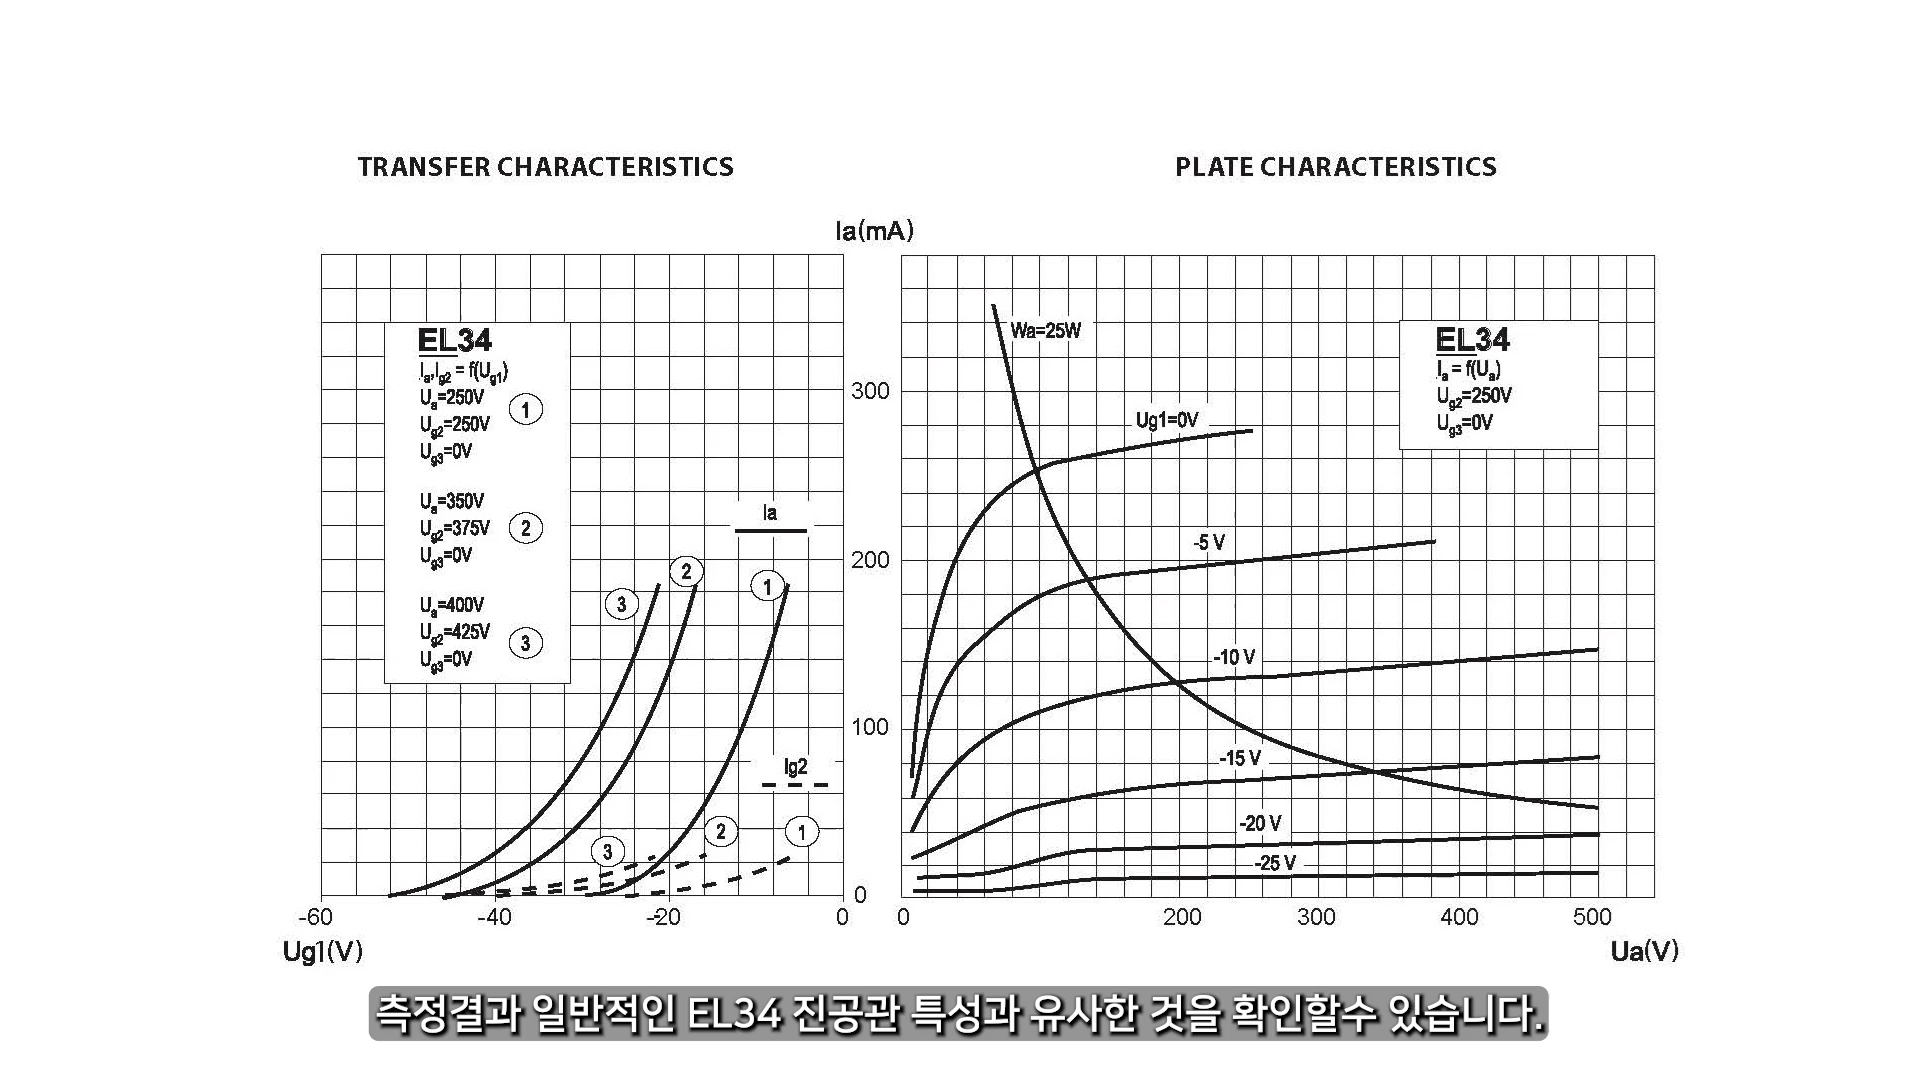 TRANSFER CHARACTERISTICS
PLATE CHARACTERISTICS
Ia(mA)
EL34
Ia,Ig2 = f(Ug1)
Ua=250V
Ug2=250V
Ug3=0V
1
Ua=350V
Ug2=375V
Ug3=0V
2
Ua=400V
Ug2=425V
Ug3=0V
3
Ia
3
2
1
Ig2
3
2
1
300
200
100
0
-60
-40
-20
0
Ug1(V)
Wa=25W
Ug1=0V
-5 V
-10 V
-15 V
-20 V
-25 V
EL34
Ia = f(Ua)
Ug2=250V
Ug3=0V
0
200
300
400
500
Ua(V)
측정결과 일반적인 EL34 진공관 특성과 유사한 것을 확인할수 있습니다.